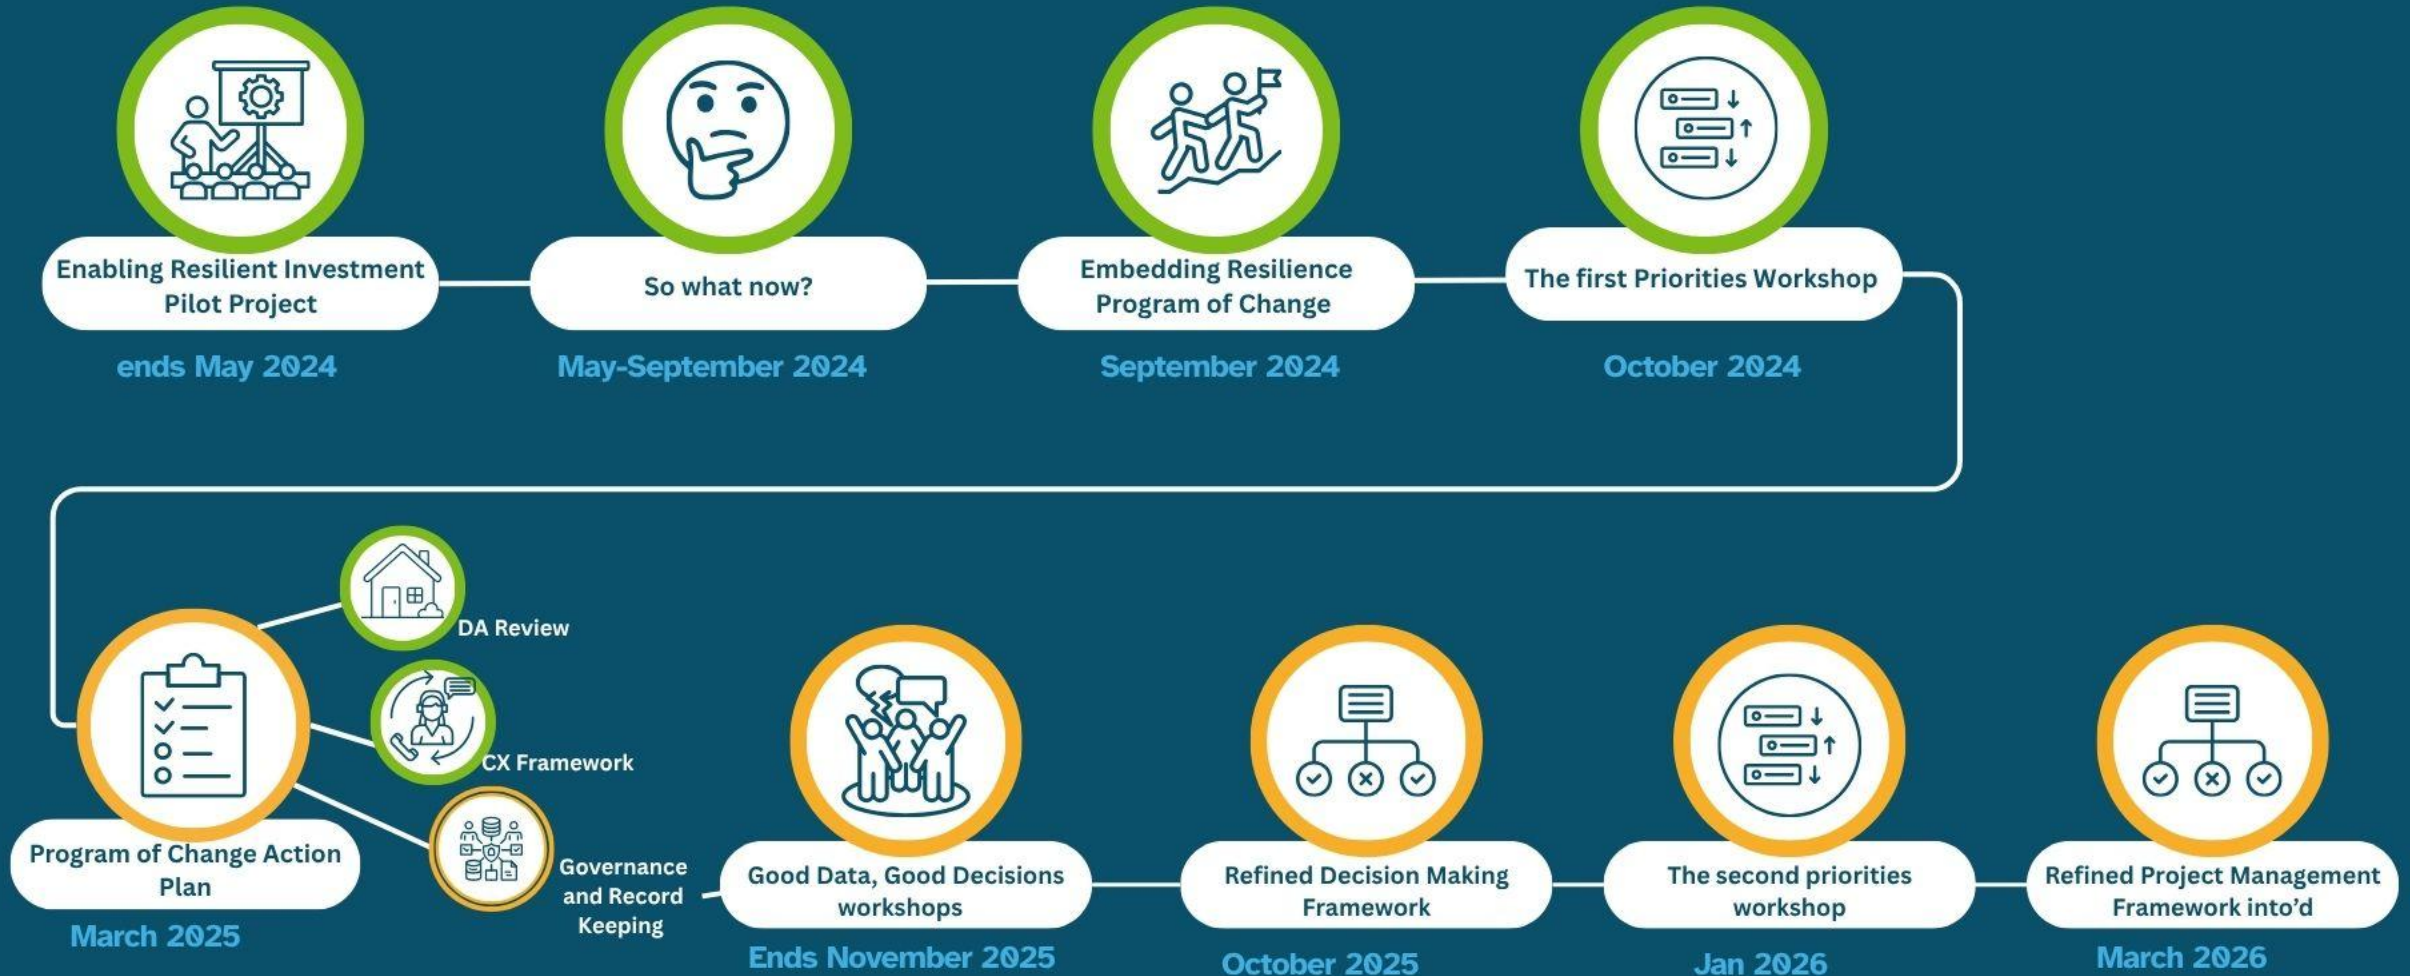 Enabling Resilient Investment
Pilot Project
ends May 2024
So what now?
May-September 2024
Embedding Resilience
Program of Change
September 2024
The first Priorities Workshop
October 2024
Program of Change Action
Plan
March 2025
DA Review
CX Framework
Governance
and Record
Keeping
Good Data, Good Decisions
workshops
Ends November 2025
Refined Decision Making
Framework
October 2025
The second priorities
workshop
Jan 2026
Refined Project Management
Framework into'd
March 2026